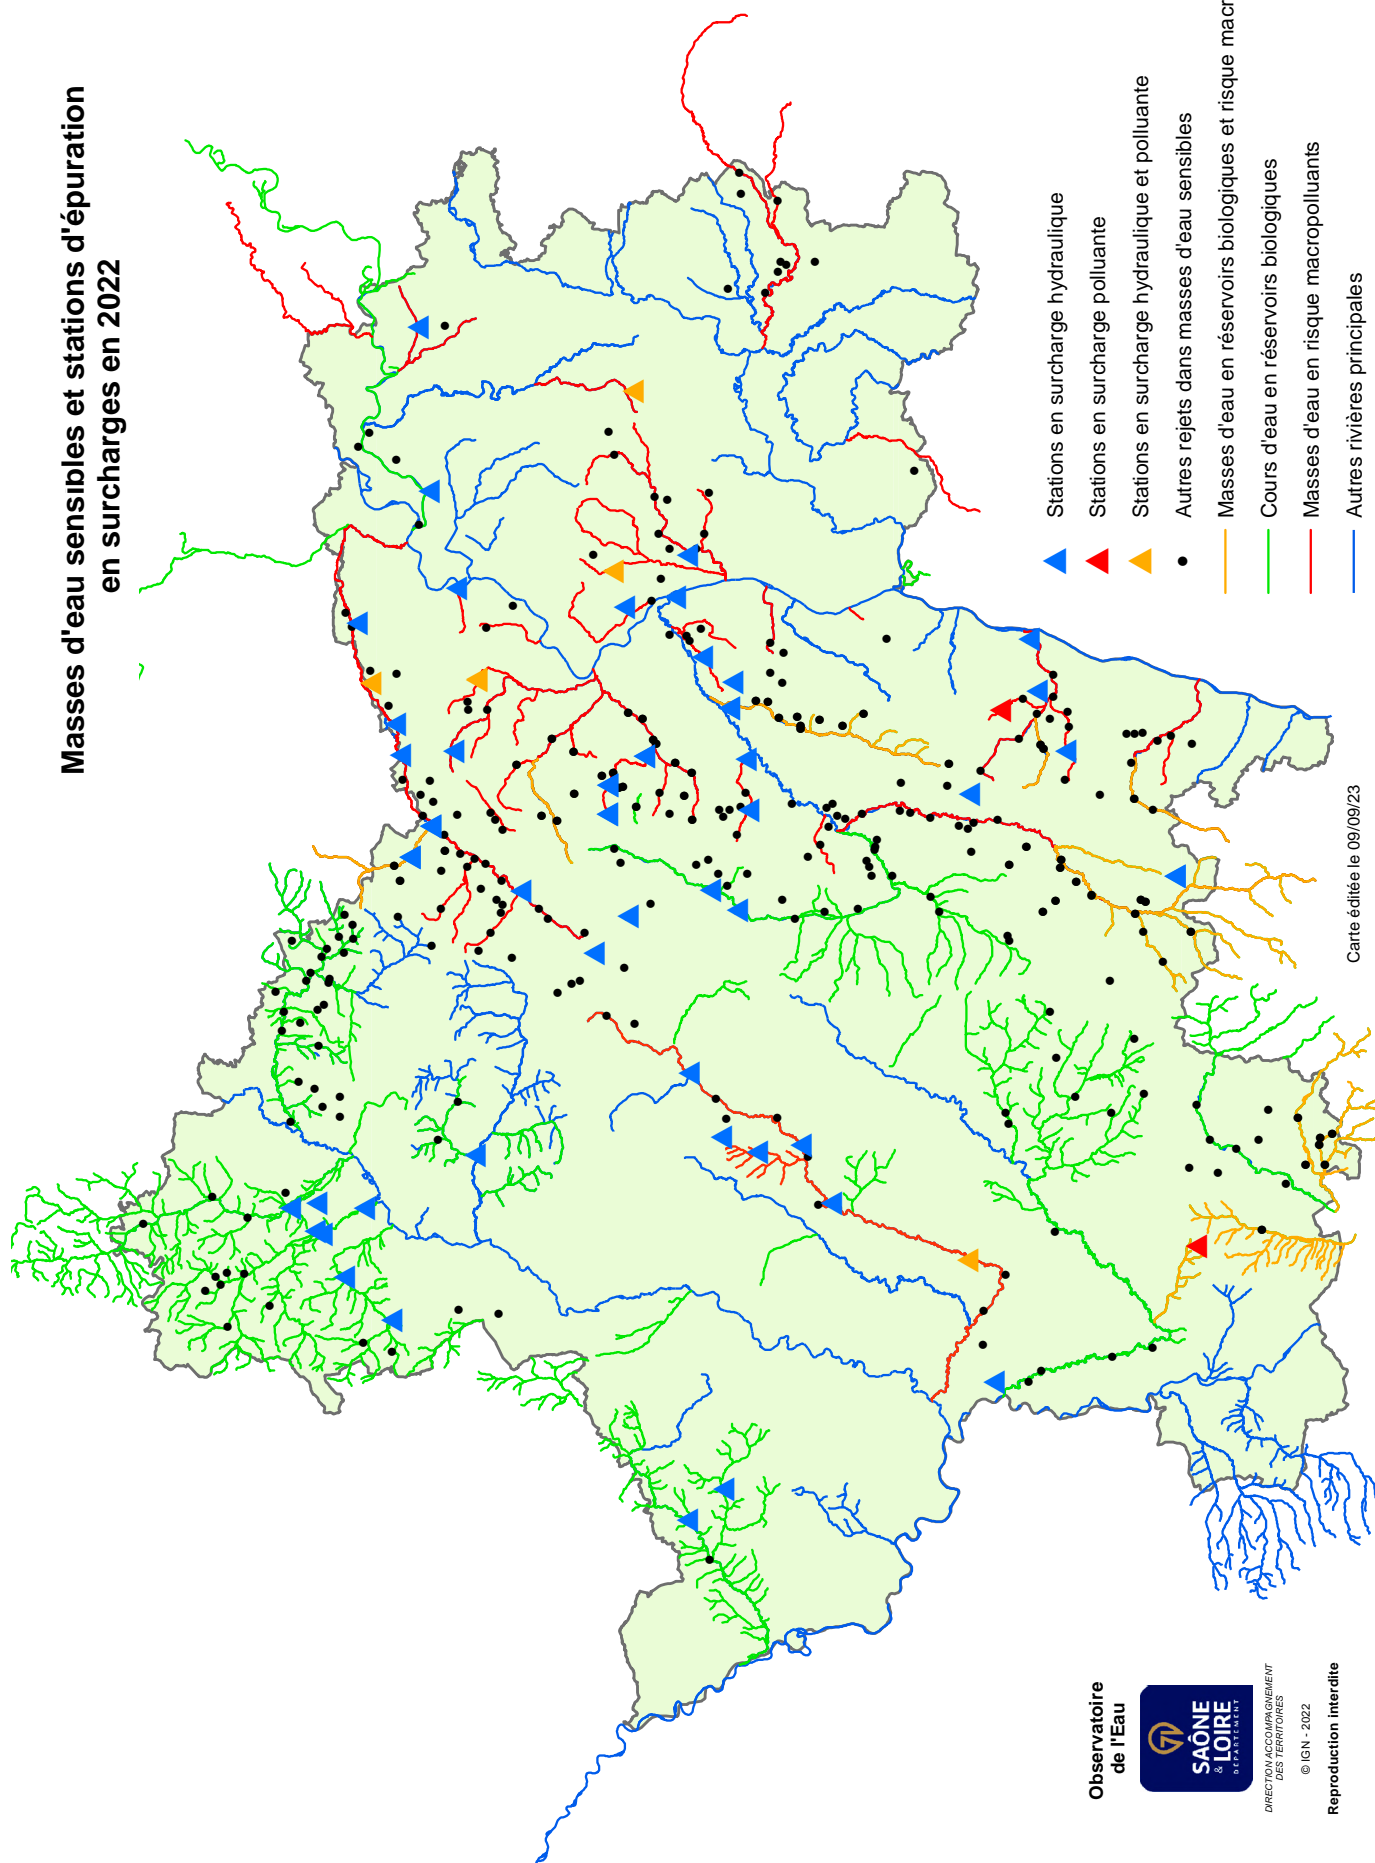 Masses d'eau sensibles et stations d'épuration
en surcharges en 2022
Stations en surcharge hydraulique
Stations en surcharge polluante
Stations en surcharge hydraulique et polluante
Autres rejets dans masses d'eau sensibles
Masses d'eau en réservoirs biologiques et risque macr
Cours d'eau en réservoirs biologiques
Masses d'eau en risque macropolluants
Autres rivières principales
Carte éditée le 09/09/23
Observatoire
de l'Eau
71
SAÔNE
& LOIRE
DÉPARTEMENT
DIRECTION ACCOMPAGNEMENT
DES TERRITOIRES
© IGN - 2022
Reproduction interdite